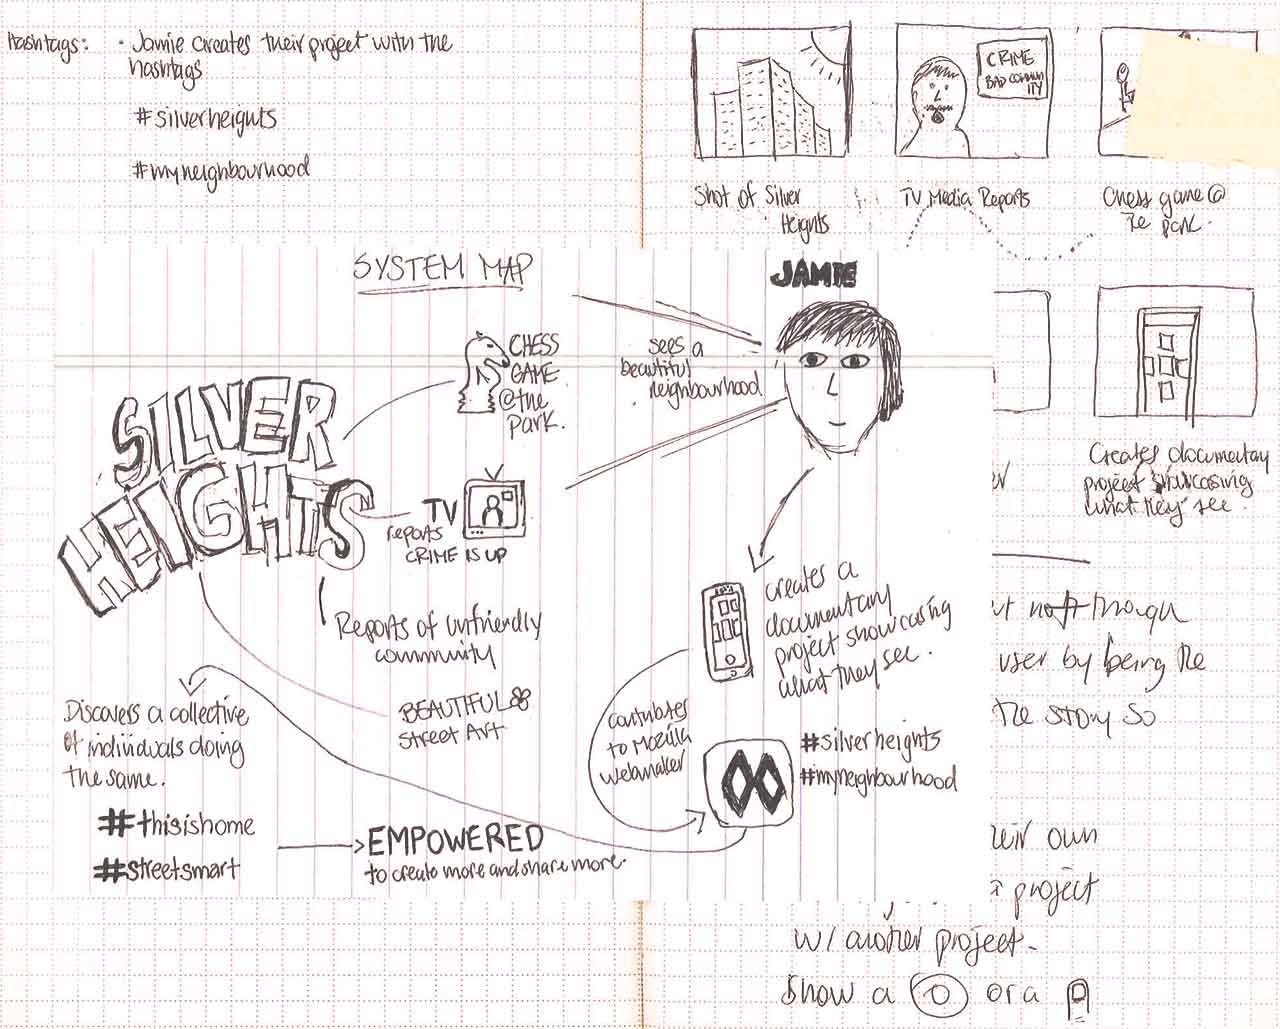 Hashtags: • Jamie creates their project with the
hashtags
#silverheights
#myneighbourhood
CRIME
BAD COMMUN
ITY
Shot of Silver
Heights
TV Media Reports
Chess game @
the park.
SYSTEM MAP
JAMIE
CHESS
GAME
@the
park.
sees a
beautiful
neighbourhood
SILVER
HEIGHTS
TV
reports
CRIME IS UP
Reports of unfriendly
community
BEAUTIFUL
Street Art
creates a
documentary
project showcasing
what they see.
Contributes
to Mozilla
webmaker
#silverheights
#myneighbourhood
Discovers a collective
of individuals doing
the same.
#thisishome
#streetsmart
EMPOWERED
to create more and share more.
Creates documentary
project showcasing
what they see.
through
user by being the
the story so
their own
project
w/ another project.
Show a or a